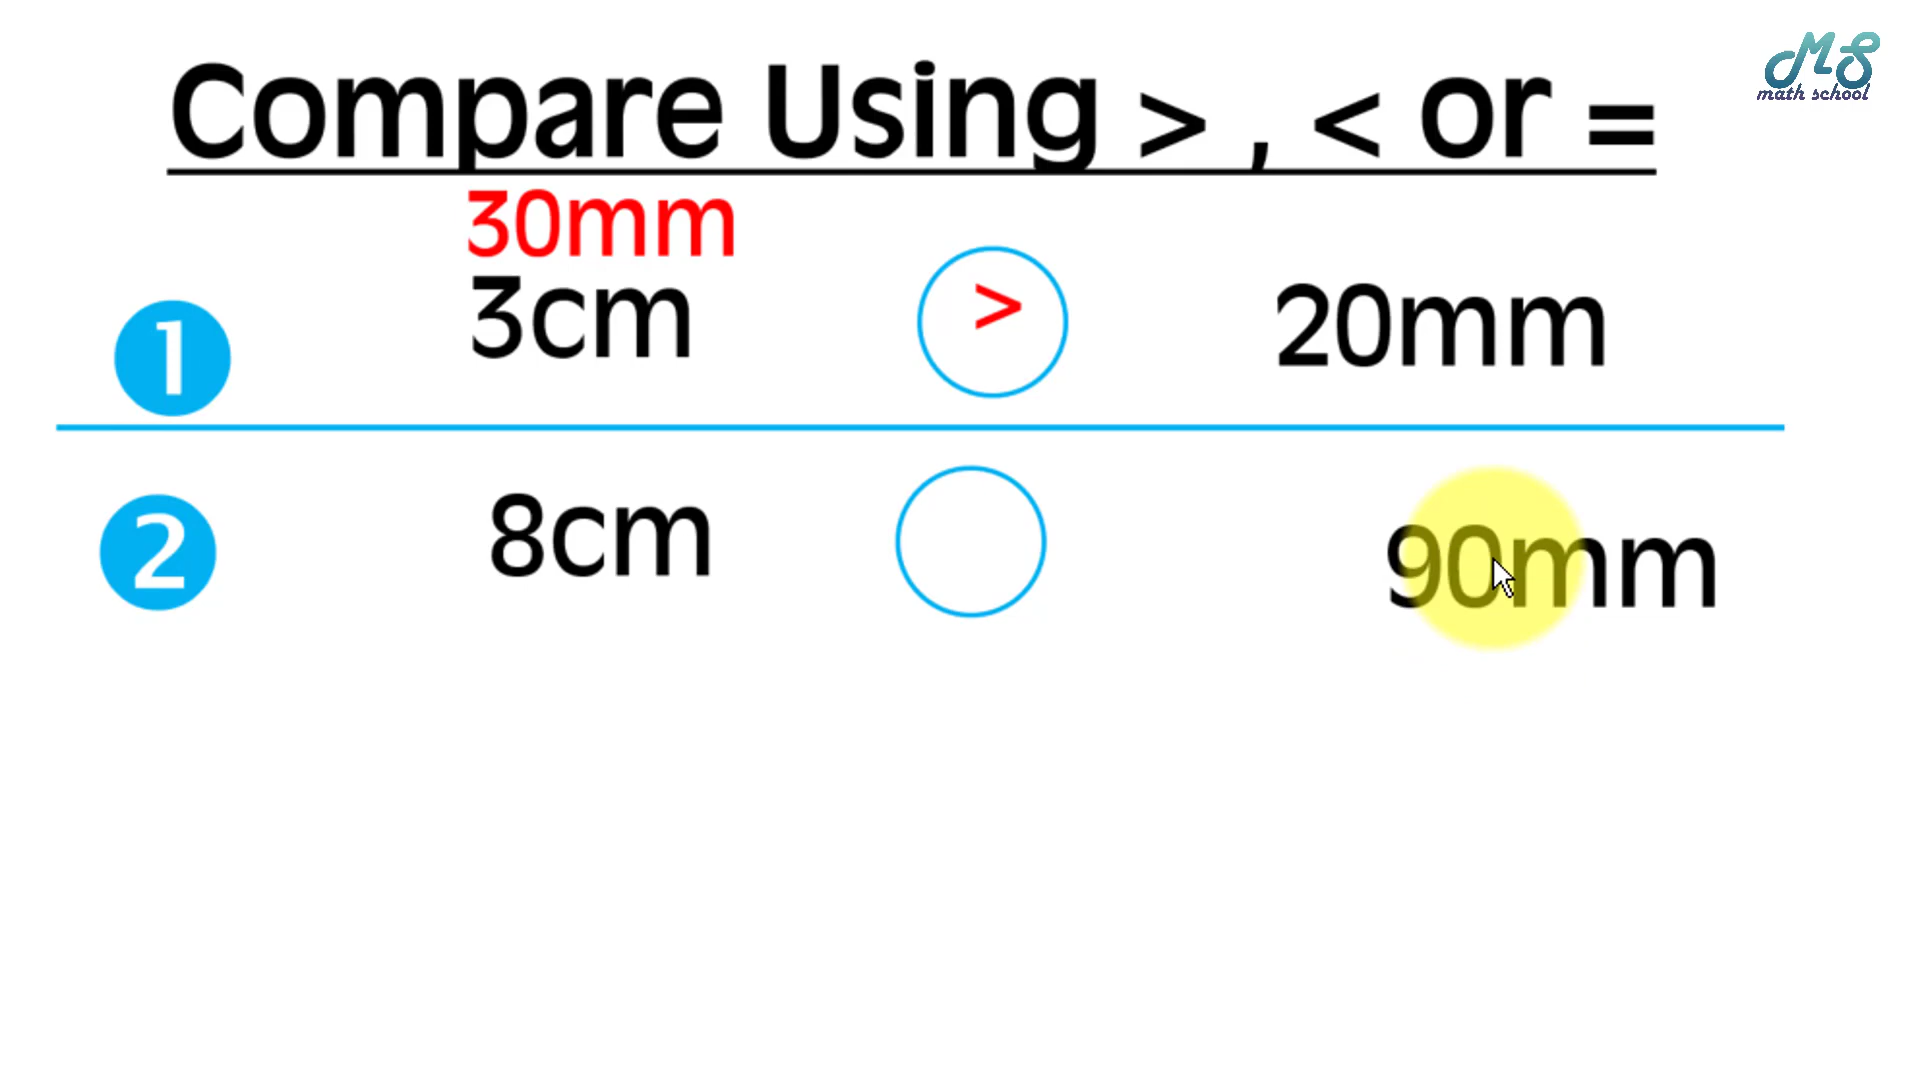 MS
math school
Compare Using > , < or =
30mm
1 3cm > 20mm
2 8cm 90mm